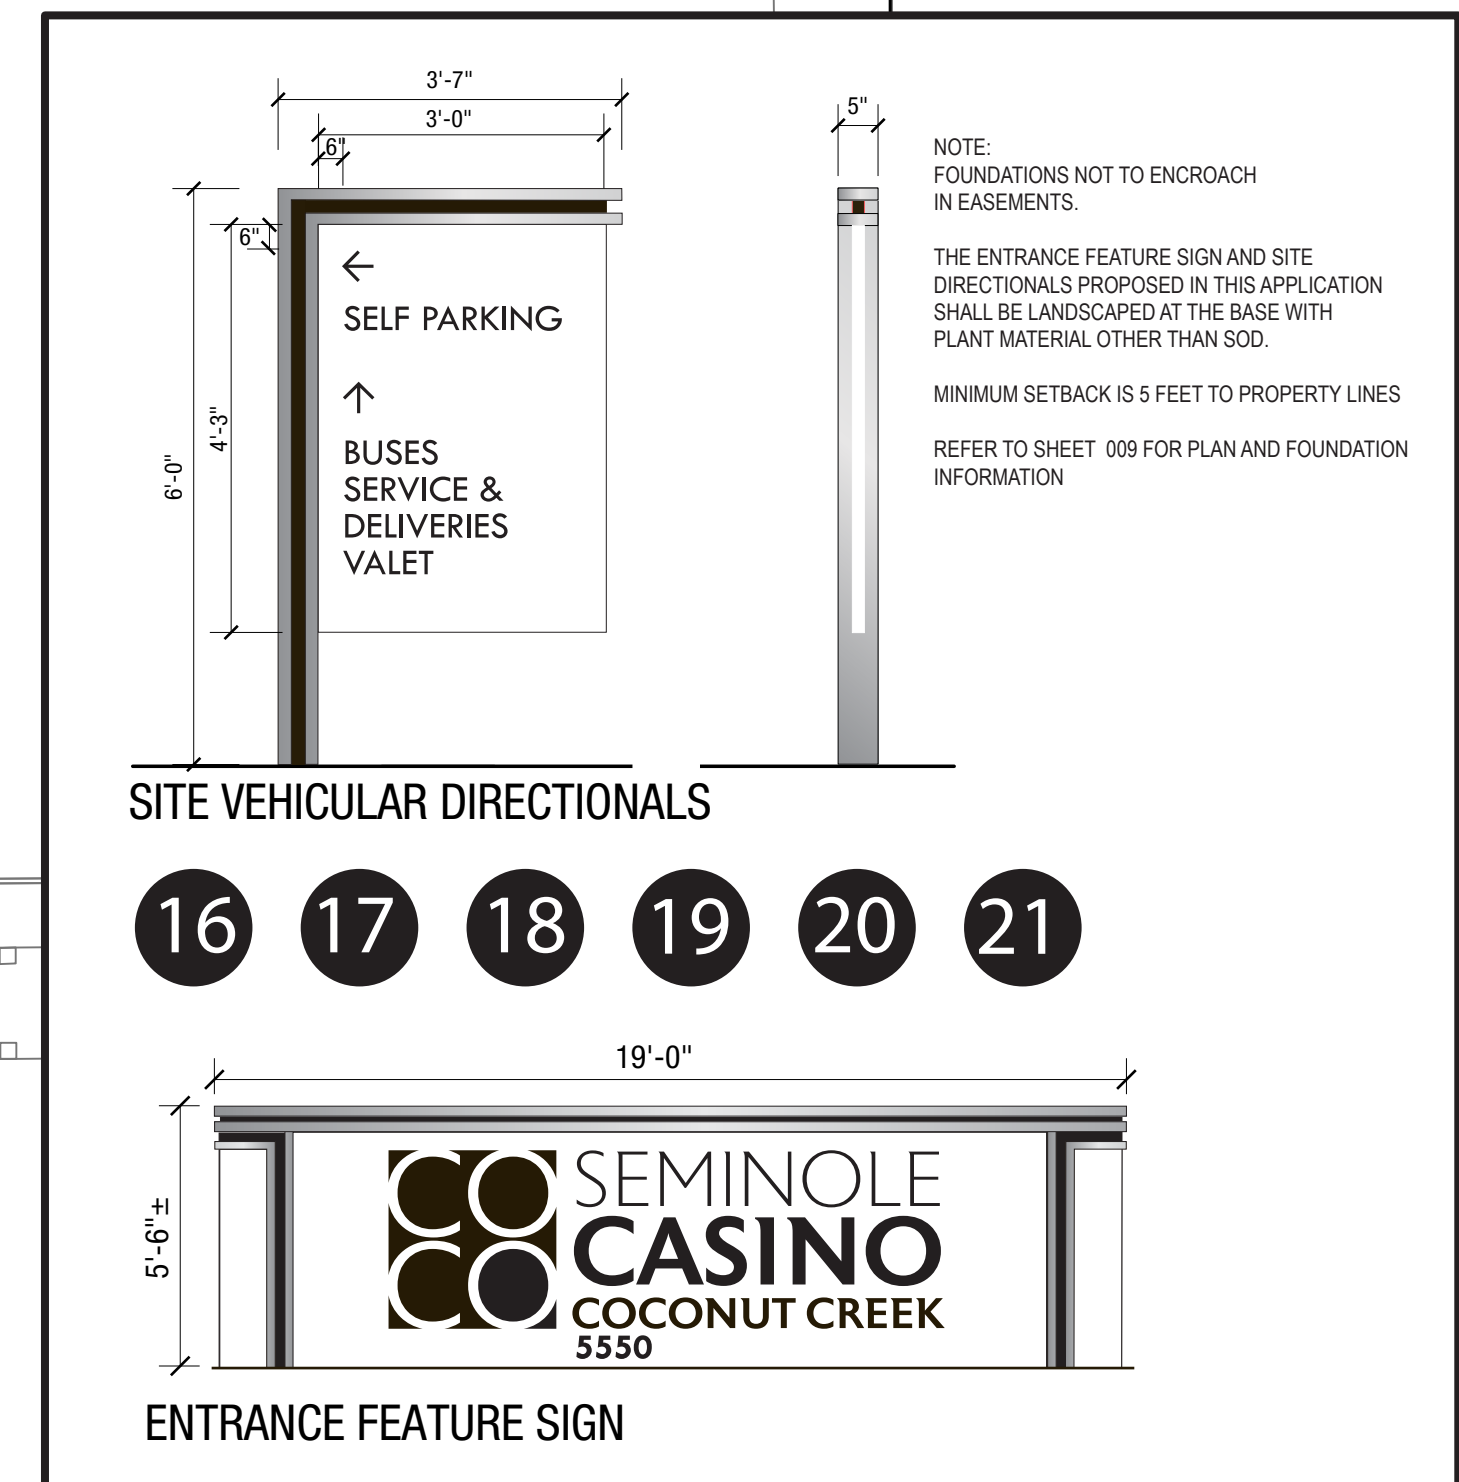 3'-7"
3'-0"
6"
5"
6"
4'-3"
6'-0"
←
SELF PARKING
↑
BUSES
SERVICE &
DELIVERIES
VALET
NOTE:
FOUNDATIONS NOT TO ENCROACH
IN EASEMENTS.
THE ENTRANCE FEATURE SIGN AND SITE
DIRECTIONALS PROPOSED IN THIS APPLICATION
SHALL BE LANDSCAPED AT THE BASE WITH
PLANT MATERIAL OTHER THAN SOD.
MINIMUM SETBACK IS 5 FEET TO PROPERTY LINES
REFER TO SHEET 009 FOR PLAN AND FOUNDATION
INFORMATION
SITE VEHICULAR DIRECTIONALS
16 17 18 19 20 21
19'-0"
5'-6"±
CO
CO
SEMINOLE
CASINO
COCONUT CREEK
5550
ENTRANCE FEATURE SIGN